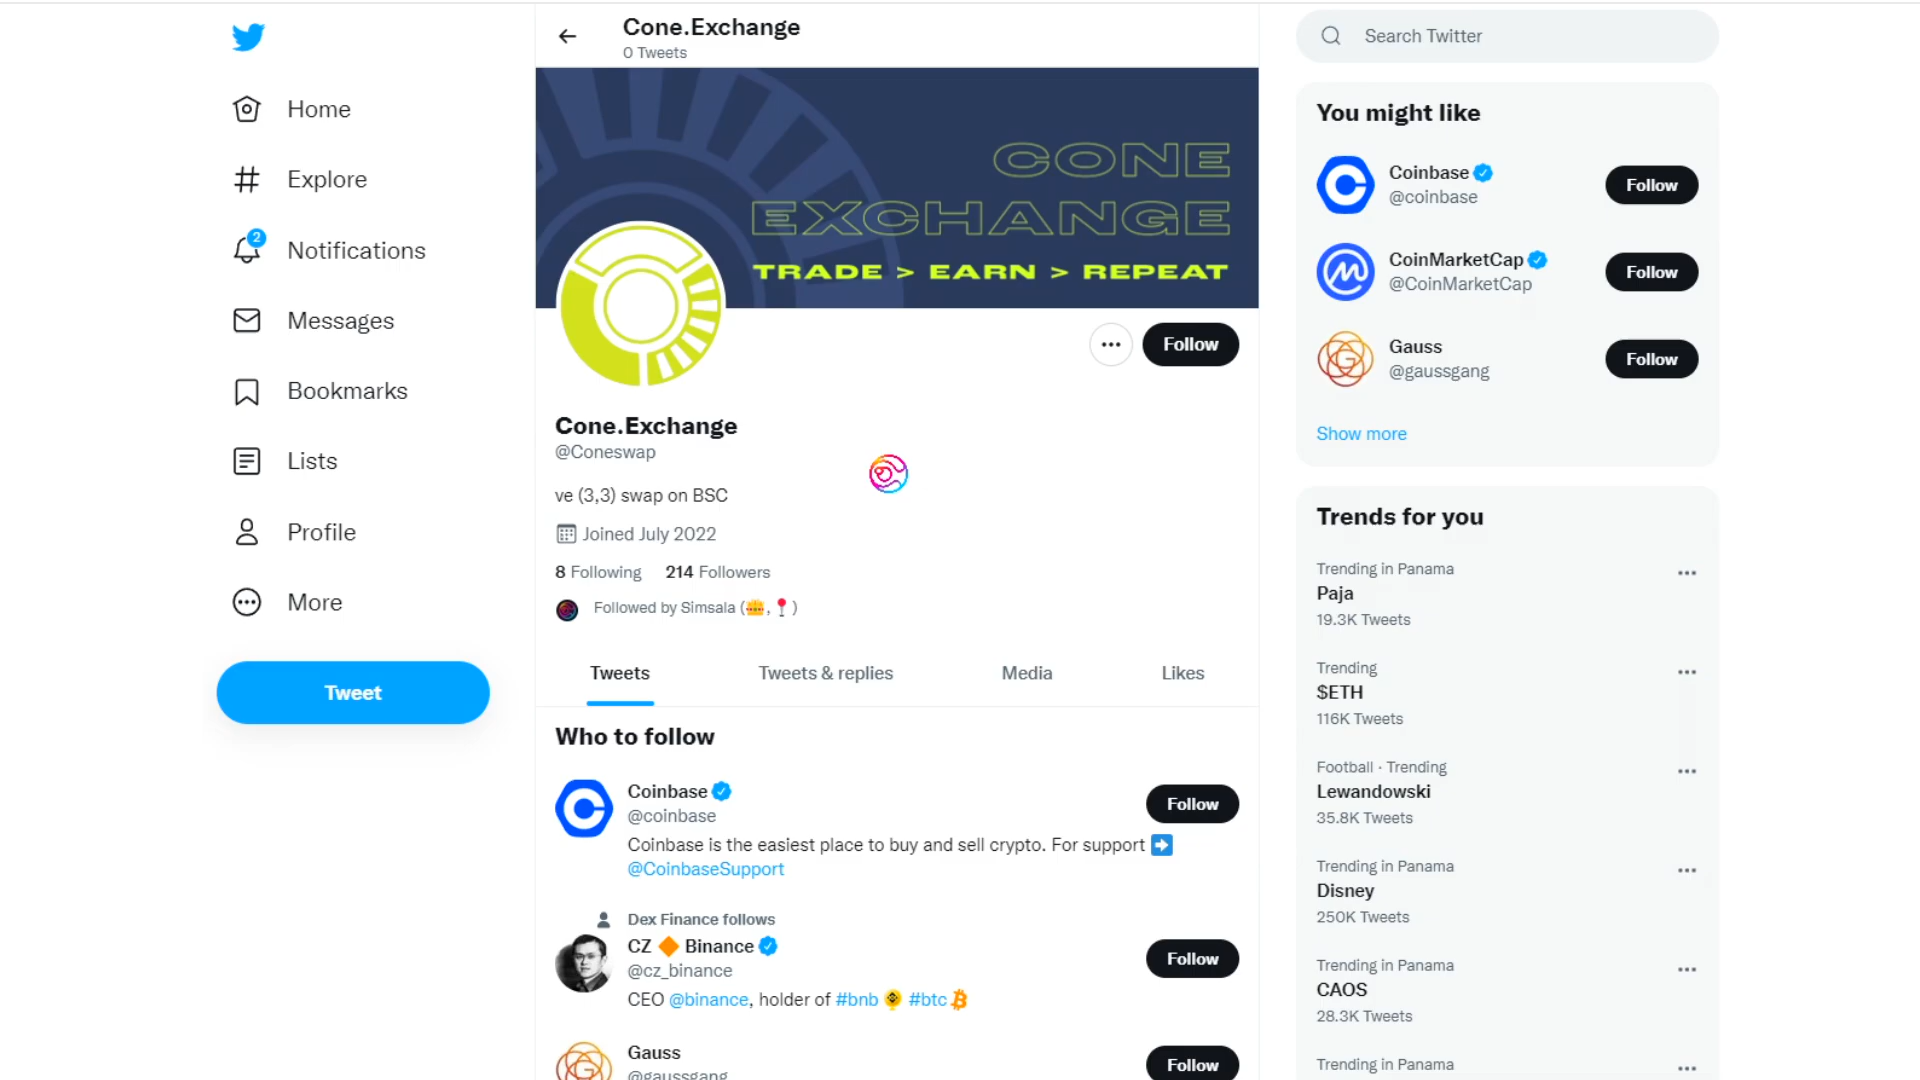 Home
Explore
2
Notifications
Messages
Bookmarks
Lists
Profile
More
Tweet
Cone.Exchange
0 Tweets
CONE
EXCHANGE
TRADE > EARN > REPEAT
Follow
Cone.Exchange
@Coneswap
ve (3,3) swap on BSC
Joined July 2022
8 Following 214 Followers
Followed by Simsala (👑,📍)
Tweets Tweets & replies Media Likes
Who to follow
Coinbase
@coinbase
Follow
Coinbase is the easiest place to buy and sell crypto. For support ➡️
@CoinbaseSupport
Dex Finance follows
CZ 🔶 Binance
@cz_binance
Follow
CEO @binance, holder of #bnb #btc
Gauss
@gaussgang
Follow
Search Twitter
You might like
Coinbase
@coinbase
Follow
CoinMarketCap
@CoinMarketCap
Follow
Gauss
@gaussgang
Follow
Show more
Trends for you
Trending in Panama
Paja
19.3K Tweets
Trending
$ETH
116K Tweets
Football · Trending
Lewandowski
35.8K Tweets
Trending in Panama
Disney
250K Tweets
Trending in Panama
CAOS
28.3K Tweets
Trending in Panama